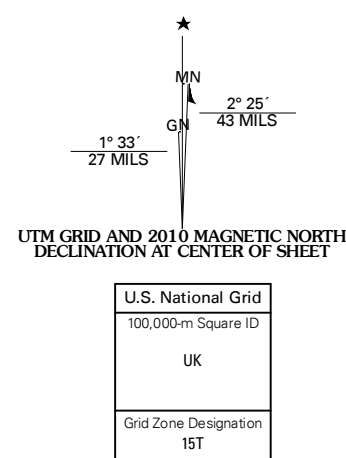 ★
MN
2° 25´
43 MILS
GN
1° 33´
27 MILS
UTM GRID AND 2010 MAGNETIC NORTH
DECLINATION AT CENTER OF SHEET
U.S. National Grid
100,000-m Square ID
UK
Grid Zone Designation
15T